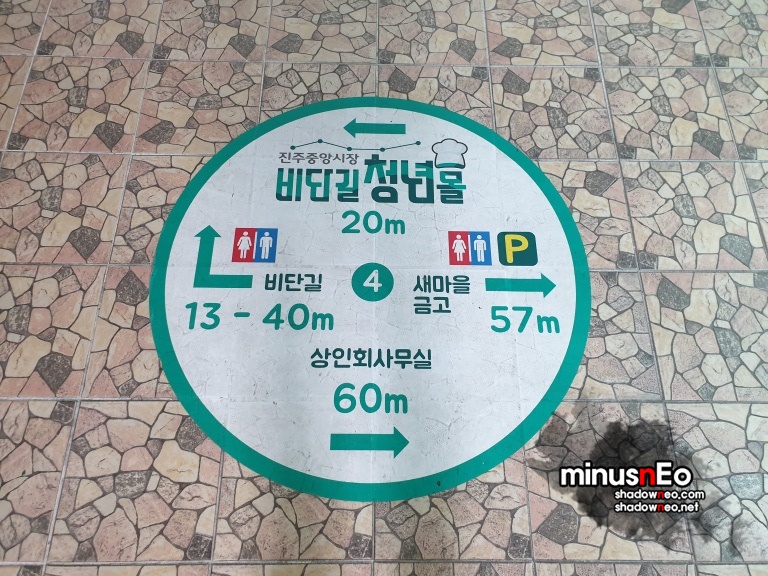 진주중앙시장
비단길 청년몰
20m
P
비단길
4
새마을
금고
13 - 40m
57m
상인회사무실
60m
minusnEo
shadowneo.com
shadowneo.net